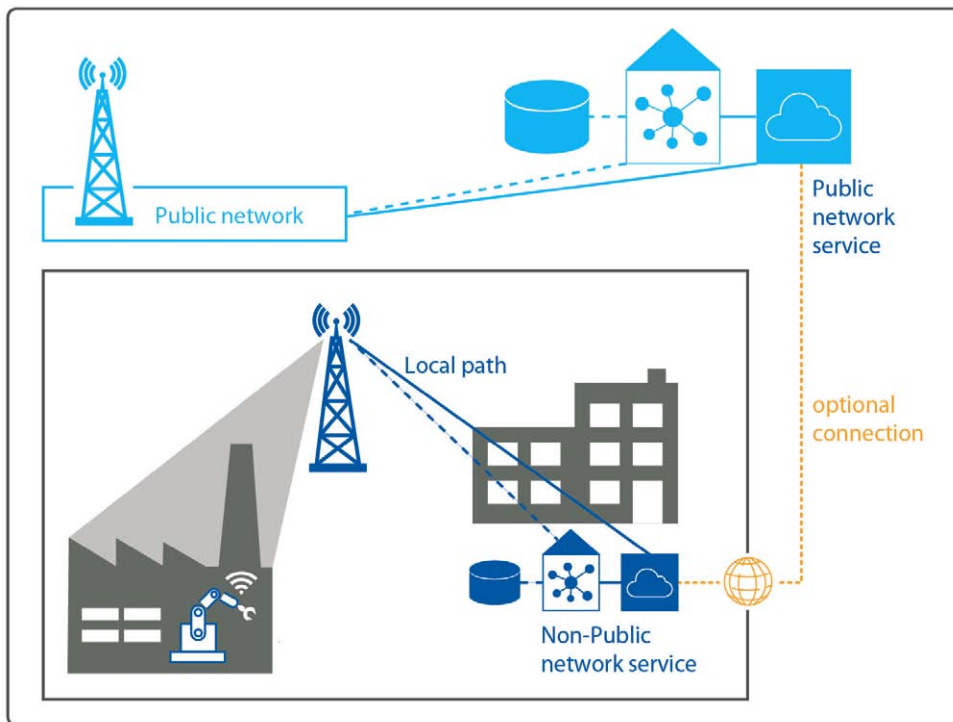 Public network
Public
network
service
Local path
optional
connection
Non-Public
network service